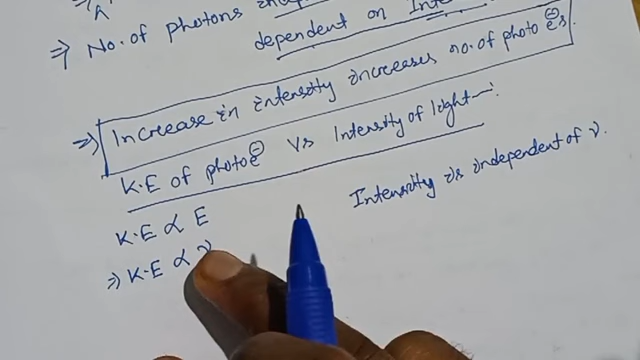 A
⇒ No. of photons
dependent on
⇒ Increase in intensity increases no. of photo e⊖s.
K.E of photo e⊖ Vs Intensity of light
K.E ∝ E
Intensity is independent of ν.
⇒ K.E ∝ ν